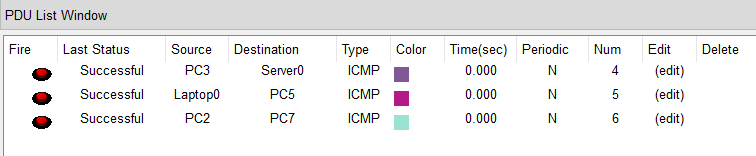 PDU List Window
Fire Last Status Source Destination Type Color Time(sec) Periodic Num Edit Delete
Successful PC3 Server0 ICMP 0.000 N 4 (edit)
Successful Laptop0 PC5 ICMP 0.000 N 5 (edit)
Successful PC2 PC7 ICMP 0.000 N 6 (edit)